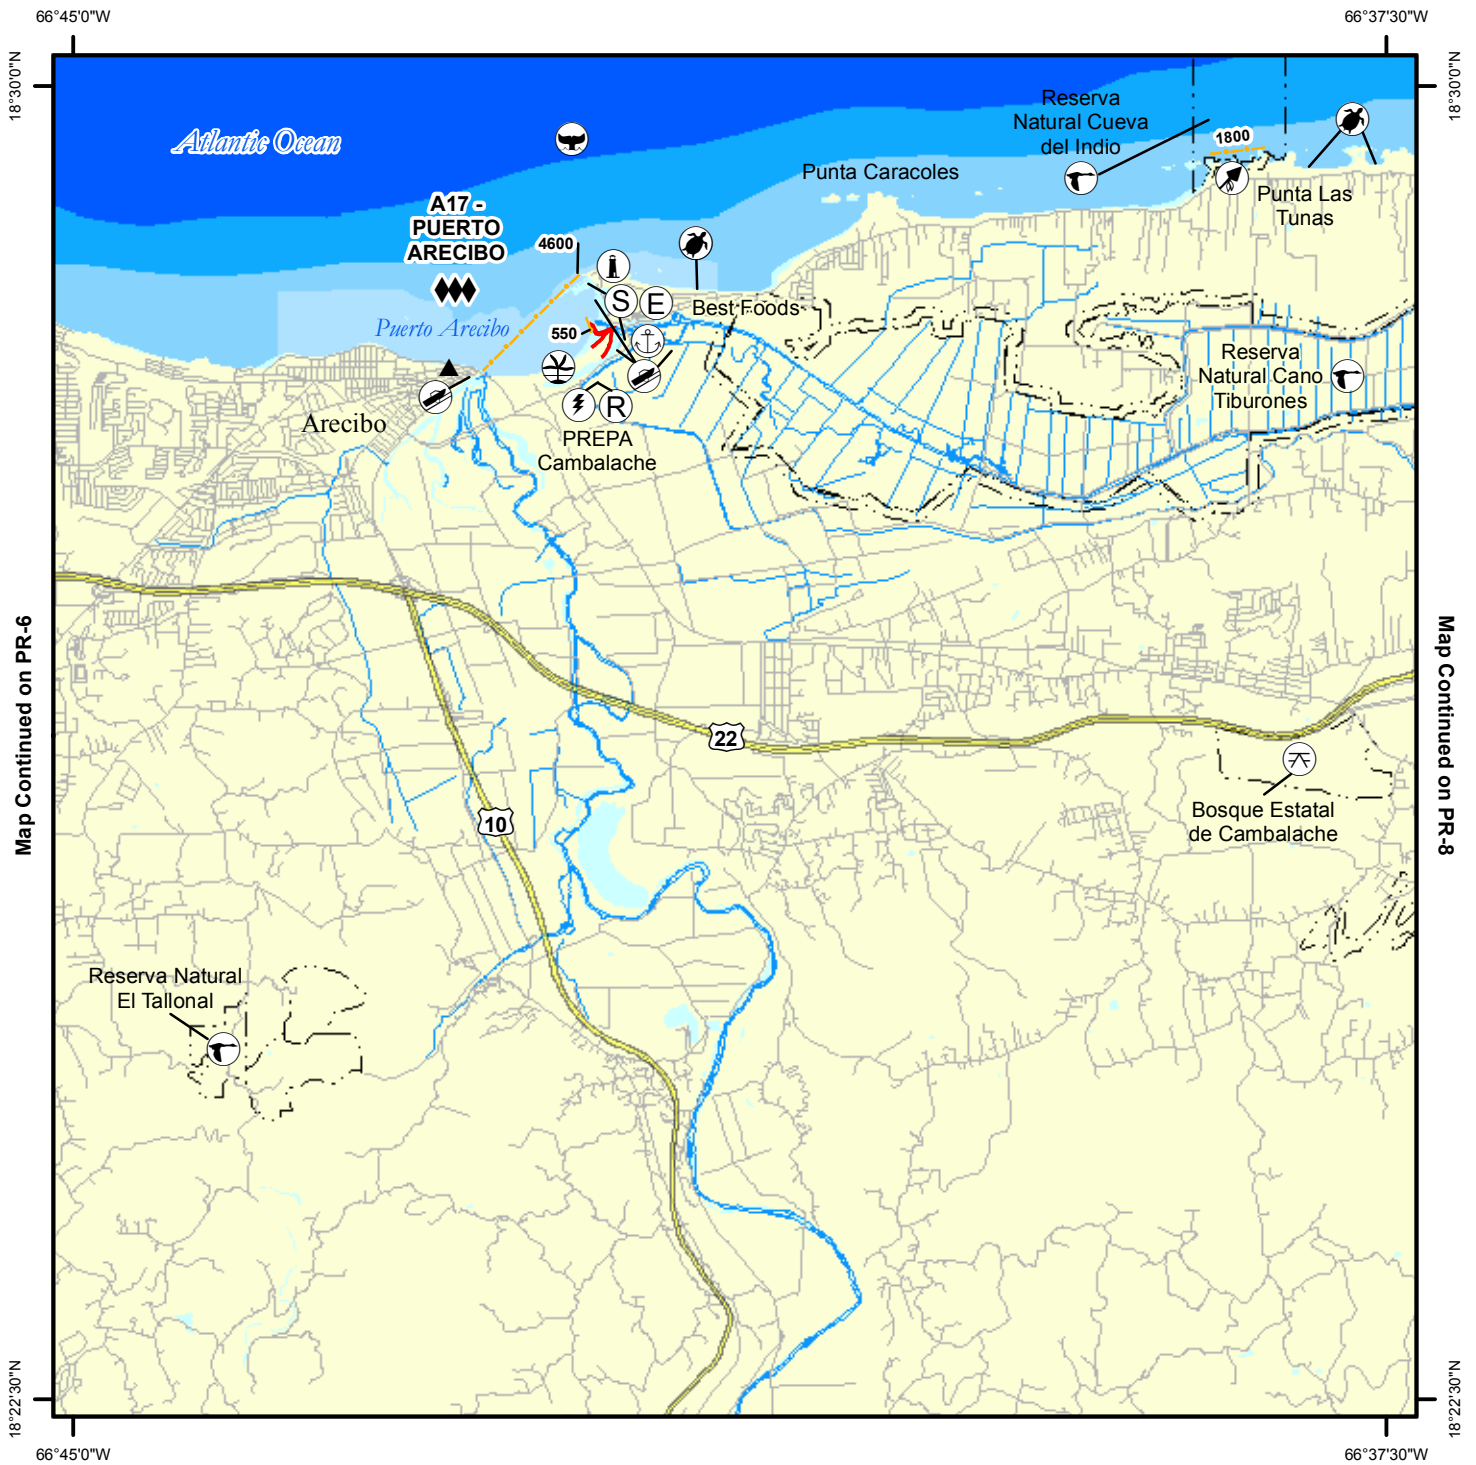 66°45'0"W
66°37'30"W
18°30'0"N
18°30'0"N
Atlantic Ocean
Reserva
Natural Cueva
del Indio
1800
Punta Caracoles
Punta Las
Tunas
A17 -
PUERTO
ARECIBO
4600
S
E
Best Foods
Puerto Arecibo
550
Reserva
Natural Cano
Tiburones
R
Arecibo
PREPA
Cambalache
Map Continued on PR-6
Map Continued on PR-8
22
10
Bosque Estatal
de Cambalache
Reserva Natural
El Tallonal
18°22'30"N
18°22'30"N
66°45'0"W
66°37'30"W